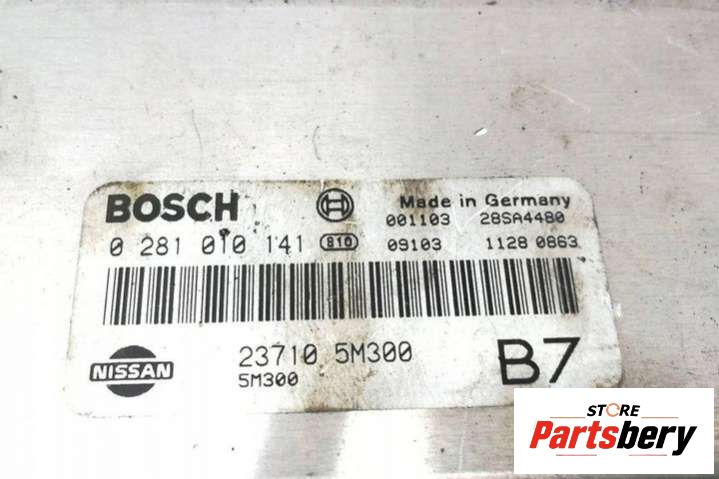 BOSCH Made in Germany
001103 28SA4480
0 281 010 141 810 09103 1128 0863
NISSAN 23710 5M300 B7
5M300
STORE
Partsbery